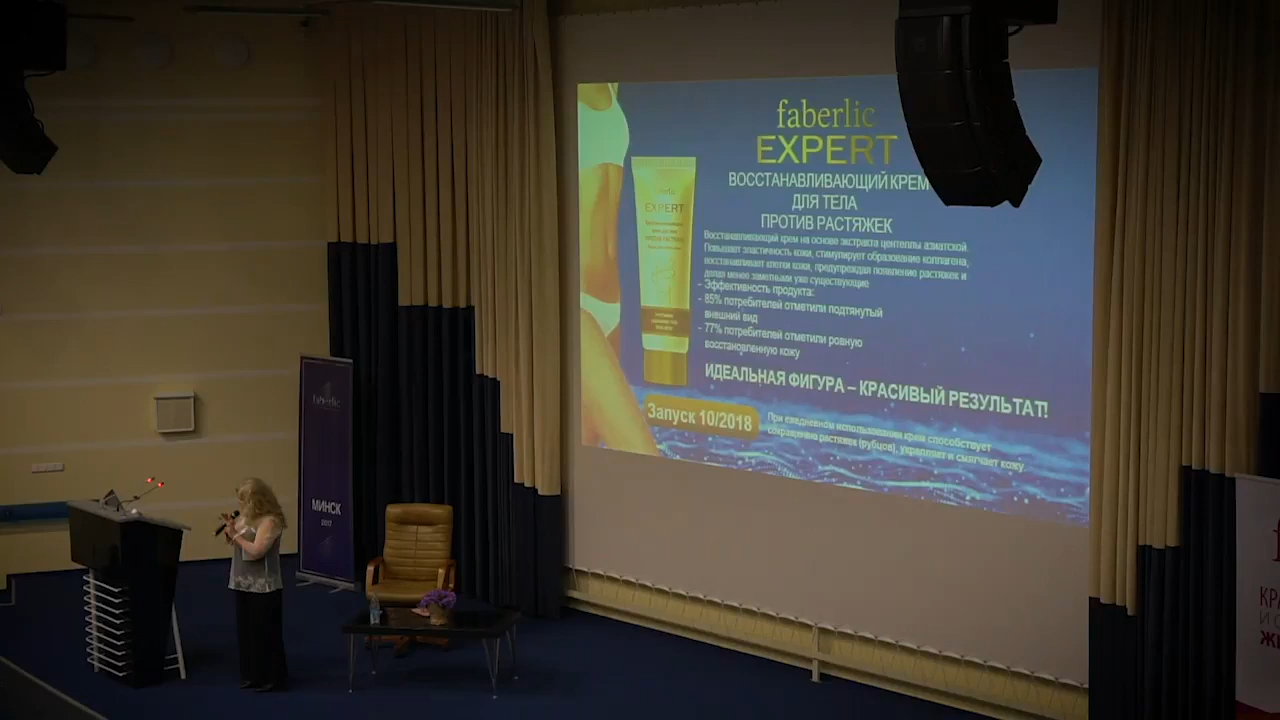 faberlic
EXPERT
ВОССТАНАВЛИВАЮЩИЙ КРЕМ
ДЛЯ ТЕЛА
ПРОТИВ РАСТЯЖЕК
Восстанавливающий крем на основе экстракта центеллы азиатской.
Повышает эластичность кожи, стимулирует образование коллагена,
восстанавливает клетки кожи, предупреждая появление растяжек и
делая менее заметными уже существующие
- Эффективность продукта:
- 85% потребителей отметили подтянутый
внешний вид
- 77% потребителей отметили ровную
восстановленную кожу
ИДЕАЛЬНАЯ ФИГУРА – КРАСИВЫЙ РЕЗУЛЬТАТ!
Запуск 10/2018
При ежедневном использовании крем способствует
сокращению растяжек (рубцов), укрепляет и смягчает кожу.
EXPERT
faberlic
МИНСК
2017
КРА